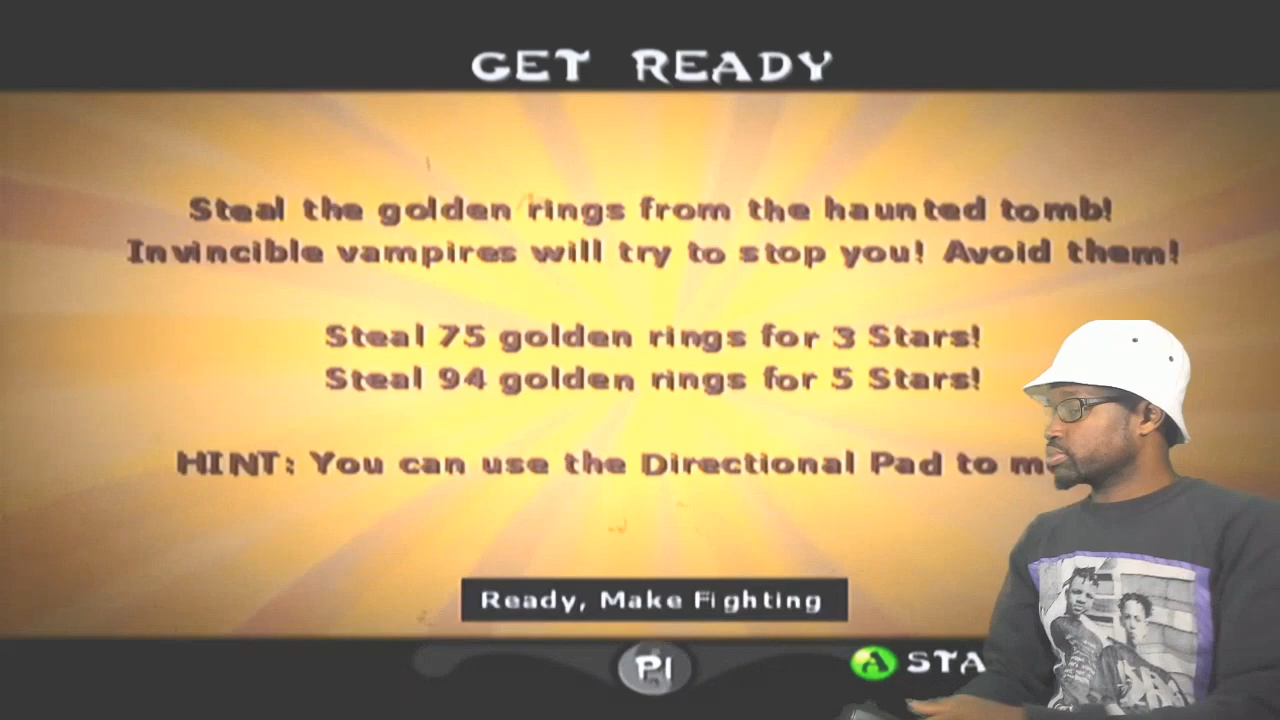 GET READY
Steal the golden rings from the haunted tomb!
Invincible vampires will try to stop you! Avoid them!
Steal 75 golden rings for 3 Stars!
Steal 94 golden rings for 5 Stars!
HINT: You can use the Directional Pad to m
Ready, Make Fighting
P1
A STA